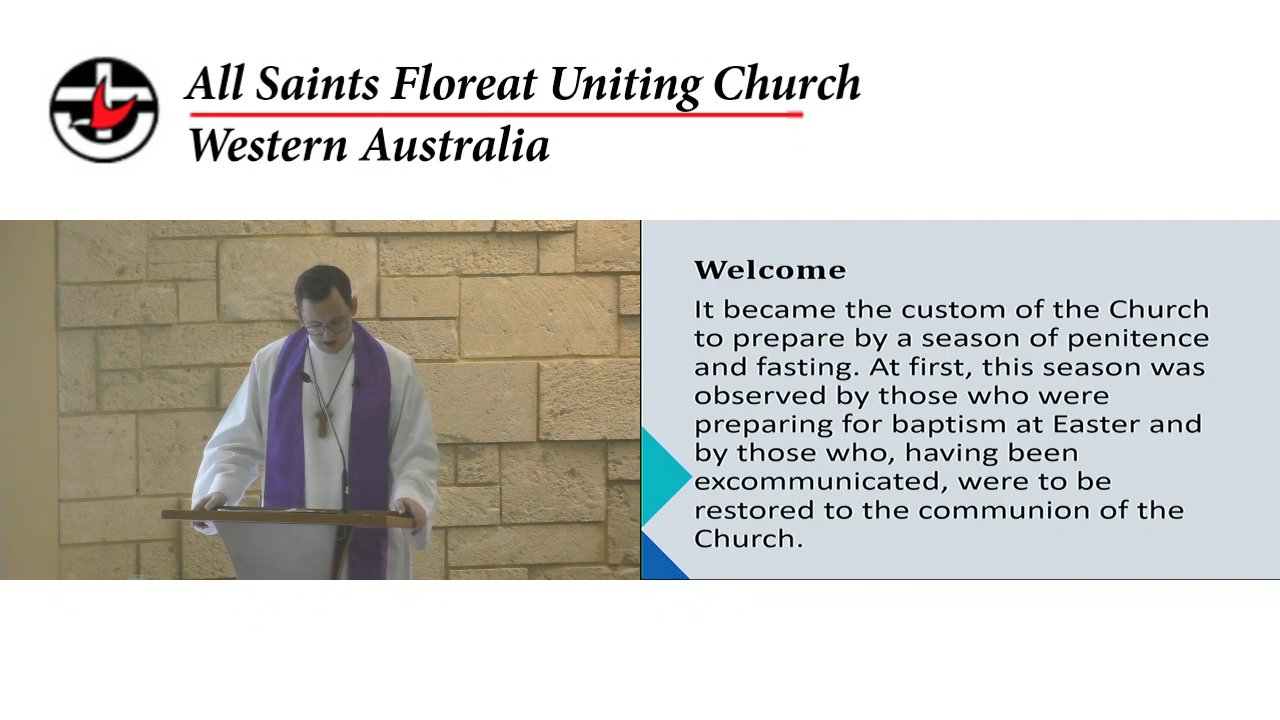 All Saints Floreat Uniting Church
Western Australia
Welcome
It became the custom of the Church
to prepare by a season of penitence
and fasting. At first, this season was
observed by those who were
preparing for baptism at Easter and
by those who, having been
excommunicated, were to be
restored to the communion of the
Church.